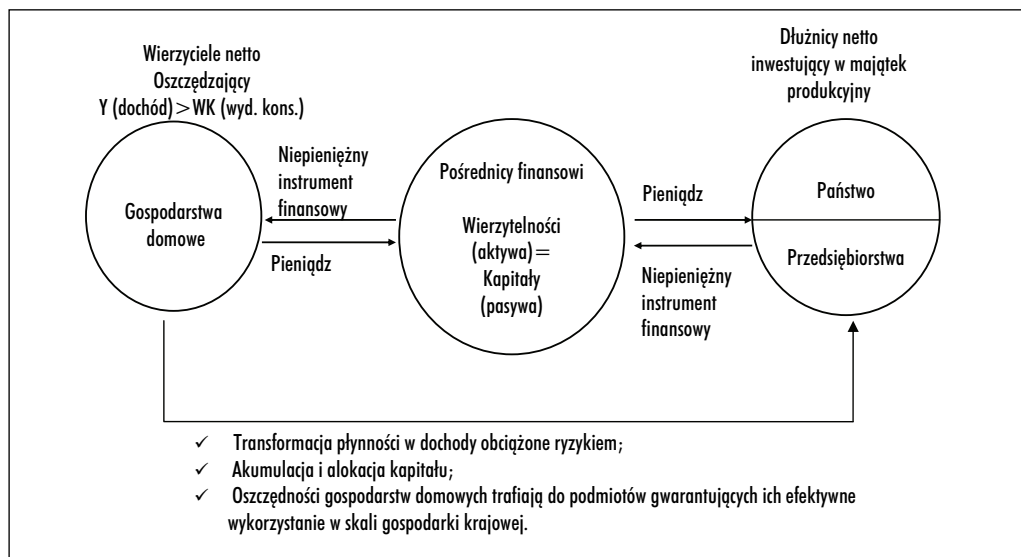 Wierzyciele netto
Oszczędzający
Y (dochód)>WK (wyd. kons.)
Gospodarstwa
domowe
Niepieniężny
instrument
finansowy
Pieniądz
Pośrednicy finansowi
Wierzytelności
(aktywa)=
Kapitały
(pasywa)
Pieniądz
Niepieniężny
instrument
finansowy
Dłużnicy netto
inwestujący w majątek
produkcyjny
Państwo
Przedsiębiorstwa
✓ Transformacja płynności w dochody obciążone ryzykiem;
✓ Akumulacja i alokacja kapitału;
✓ Oszczędności gospodarstw domowych trafiają do podmiotów gwarantujących ich efektywne
wykorzystanie w skali gospodarki krajowej.